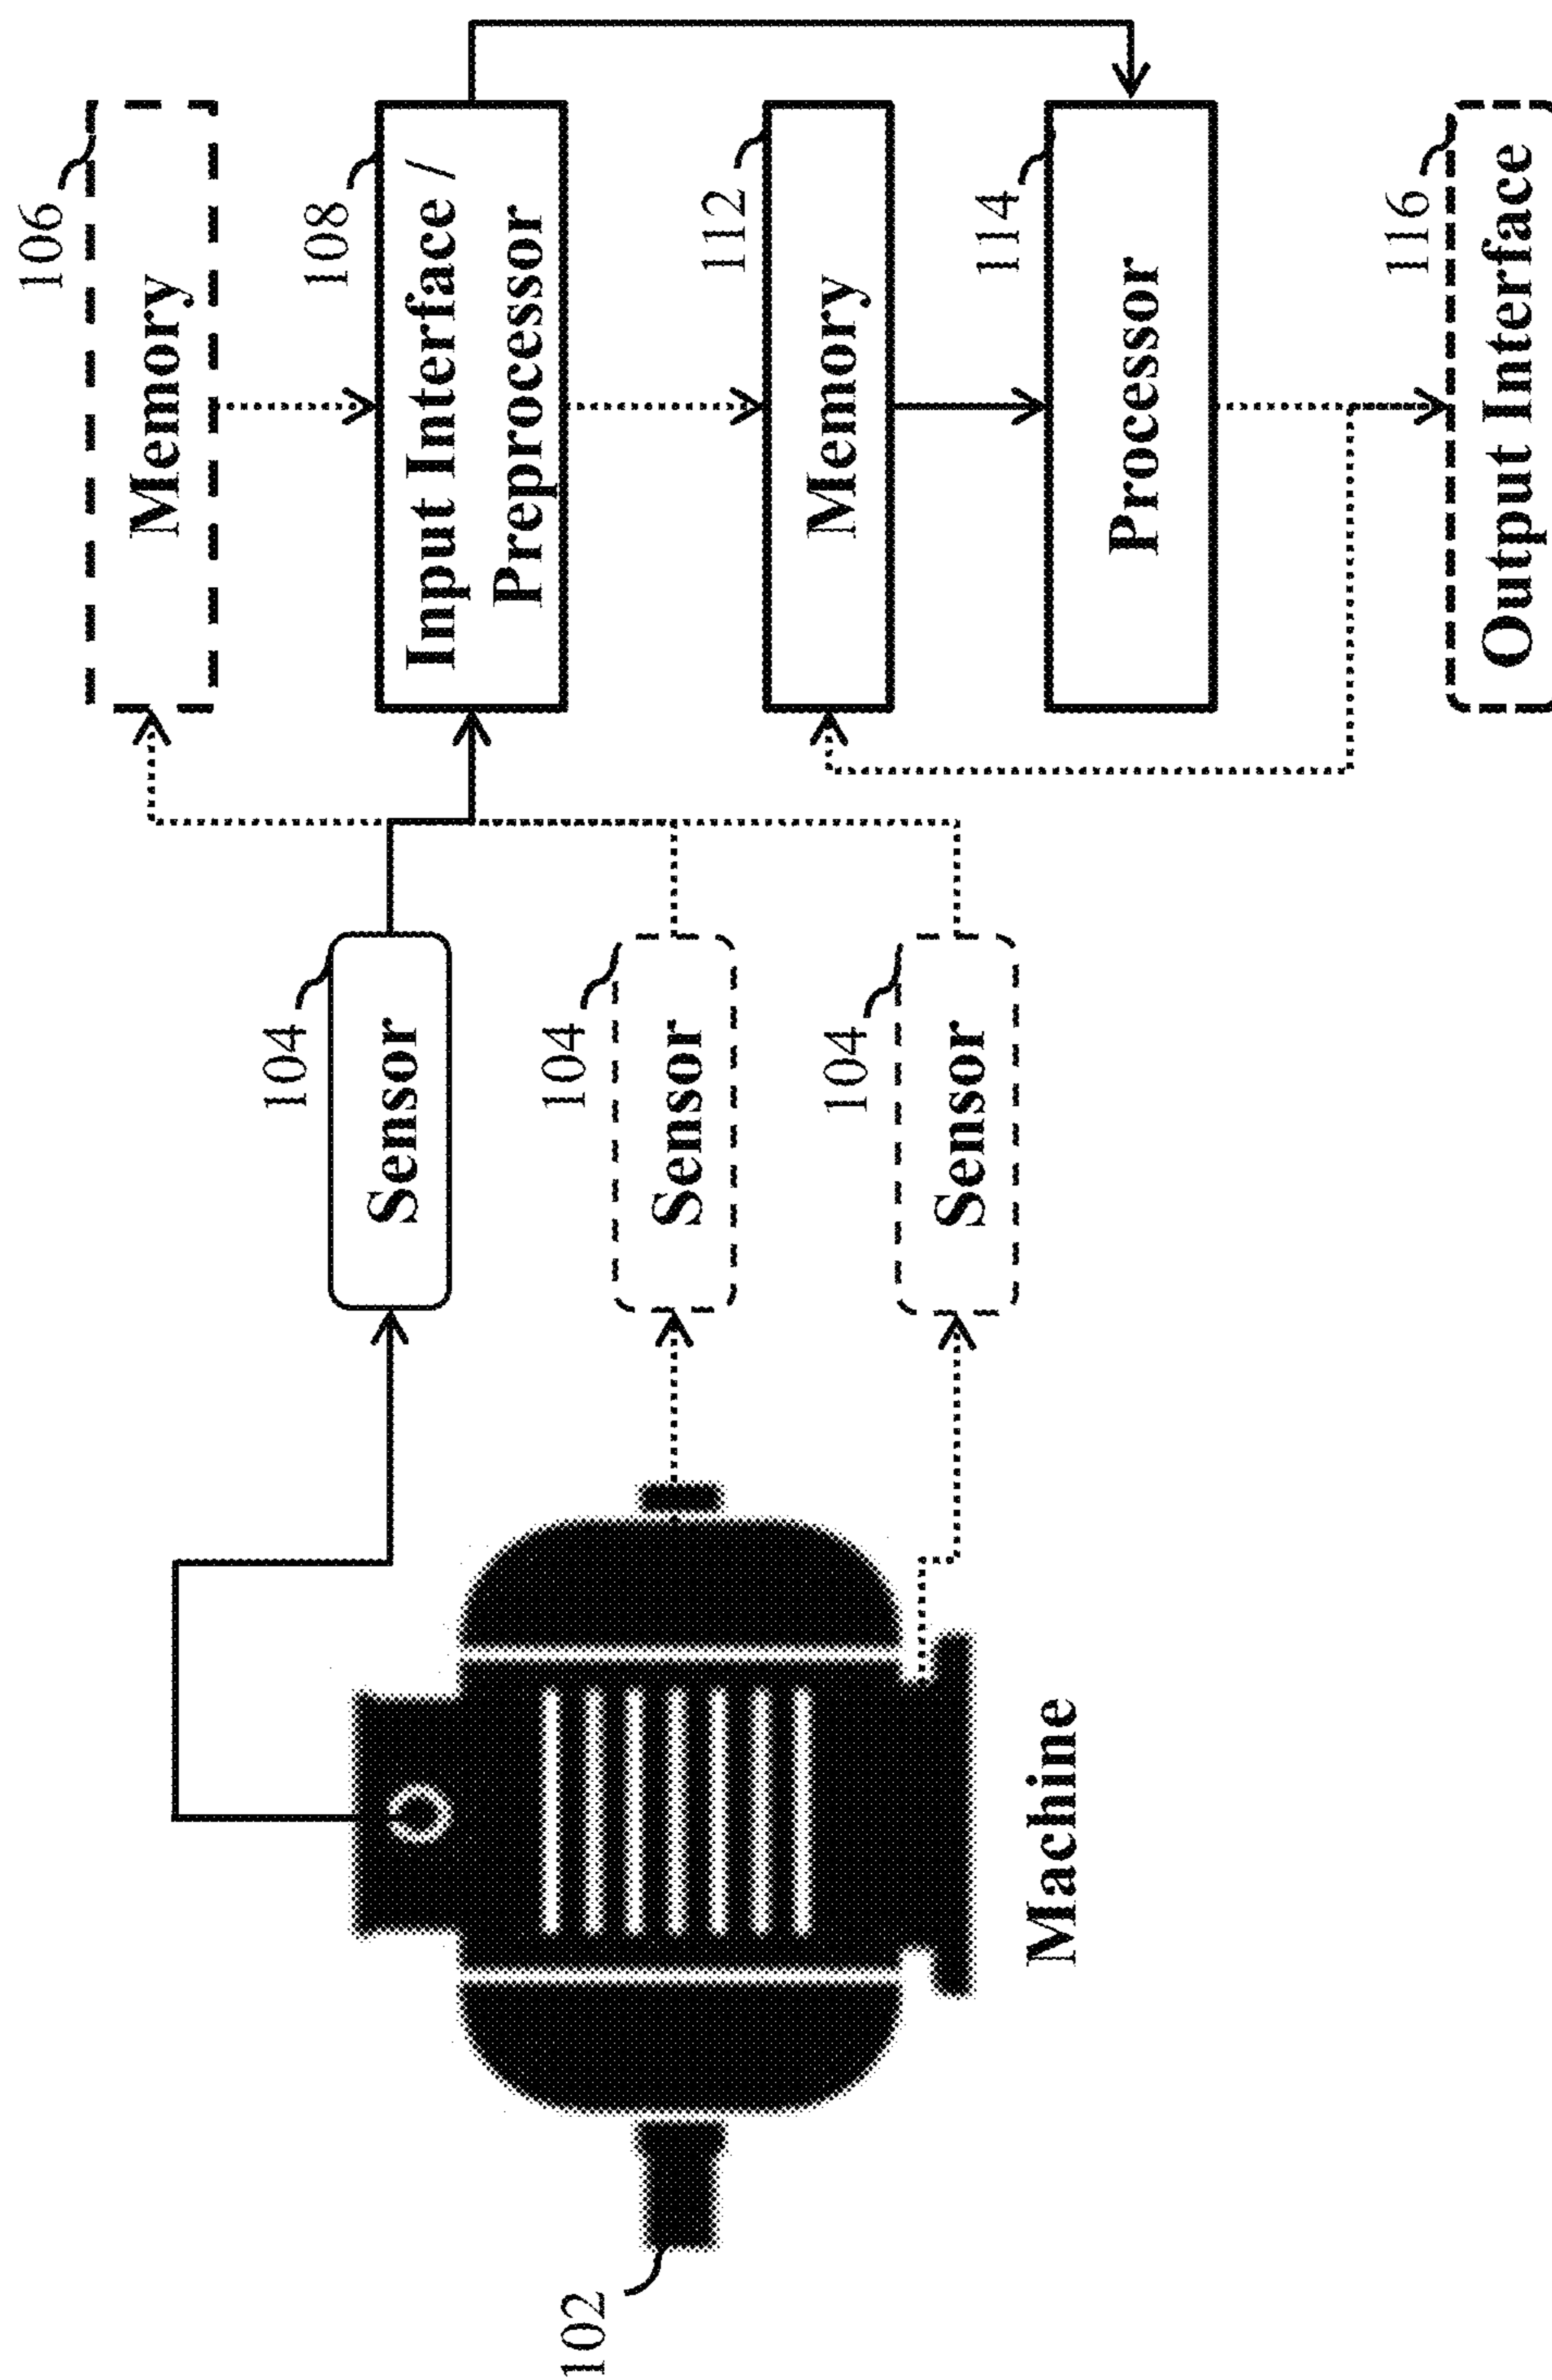 102
Machine
104
Sensor
104
Sensor
104
Sensor
106
Memory
108
Input Interface /
Preprocessor
112
Memory
114
Processor
116
Output Interface